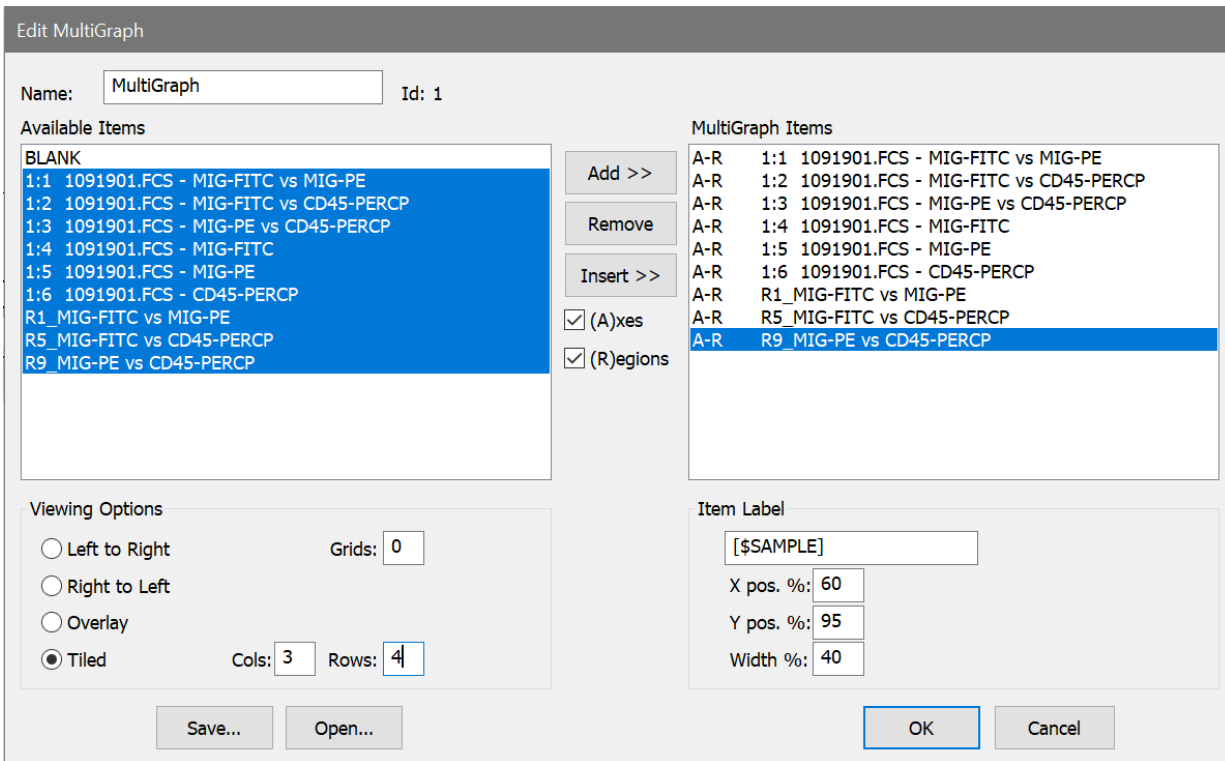 Edit MultiGraph
Name: MultiGraph Id: 1
Available Items
BLANK
1:1 1091901.FCS - MIG-FITC vs MIG-PE
1:2 1091901.FCS - MIG-FITC vs CD45-PERCP
1:3 1091901.FCS - MIG-PE vs CD45-PERCP
1:4 1091901.FCS - MIG-FITC
1:5 1091901.FCS - MIG-PE
1:6 1091901.FCS - CD45-PERCP
R1_MIG-FITC vs MIG-PE
R5_MIG-FITC vs CD45-PERCP
R9_MIG-PE vs CD45-PERCP
Add >>
Remove
Insert >>
(A)xes
(R)egions
MultiGraph Items
A-R 1:1 1091901.FCS - MIG-FITC vs MIG-PE
A-R 1:2 1091901.FCS - MIG-FITC vs CD45-PERCP
A-R 1:3 1091901.FCS - MIG-PE vs CD45-PERCP
A-R 1:4 1091901.FCS - MIG-FITC
A-R 1:5 1091901.FCS - MIG-PE
A-R 1:6 1091901.FCS - CD45-PERCP
A-R R1_MIG-FITC vs MIG-PE
A-R R5_MIG-FITC vs CD45-PERCP
A-R R9_MIG-PE vs CD45-PERCP
Viewing Options
Left to Right Grids: 0
Right to Left
Overlay
Tiled Cols: 3 Rows: 4
Item Label
[$SAMPLE]
X pos. %: 60
Y pos. %: 95
Width %: 40
Save... Open... OK Cancel